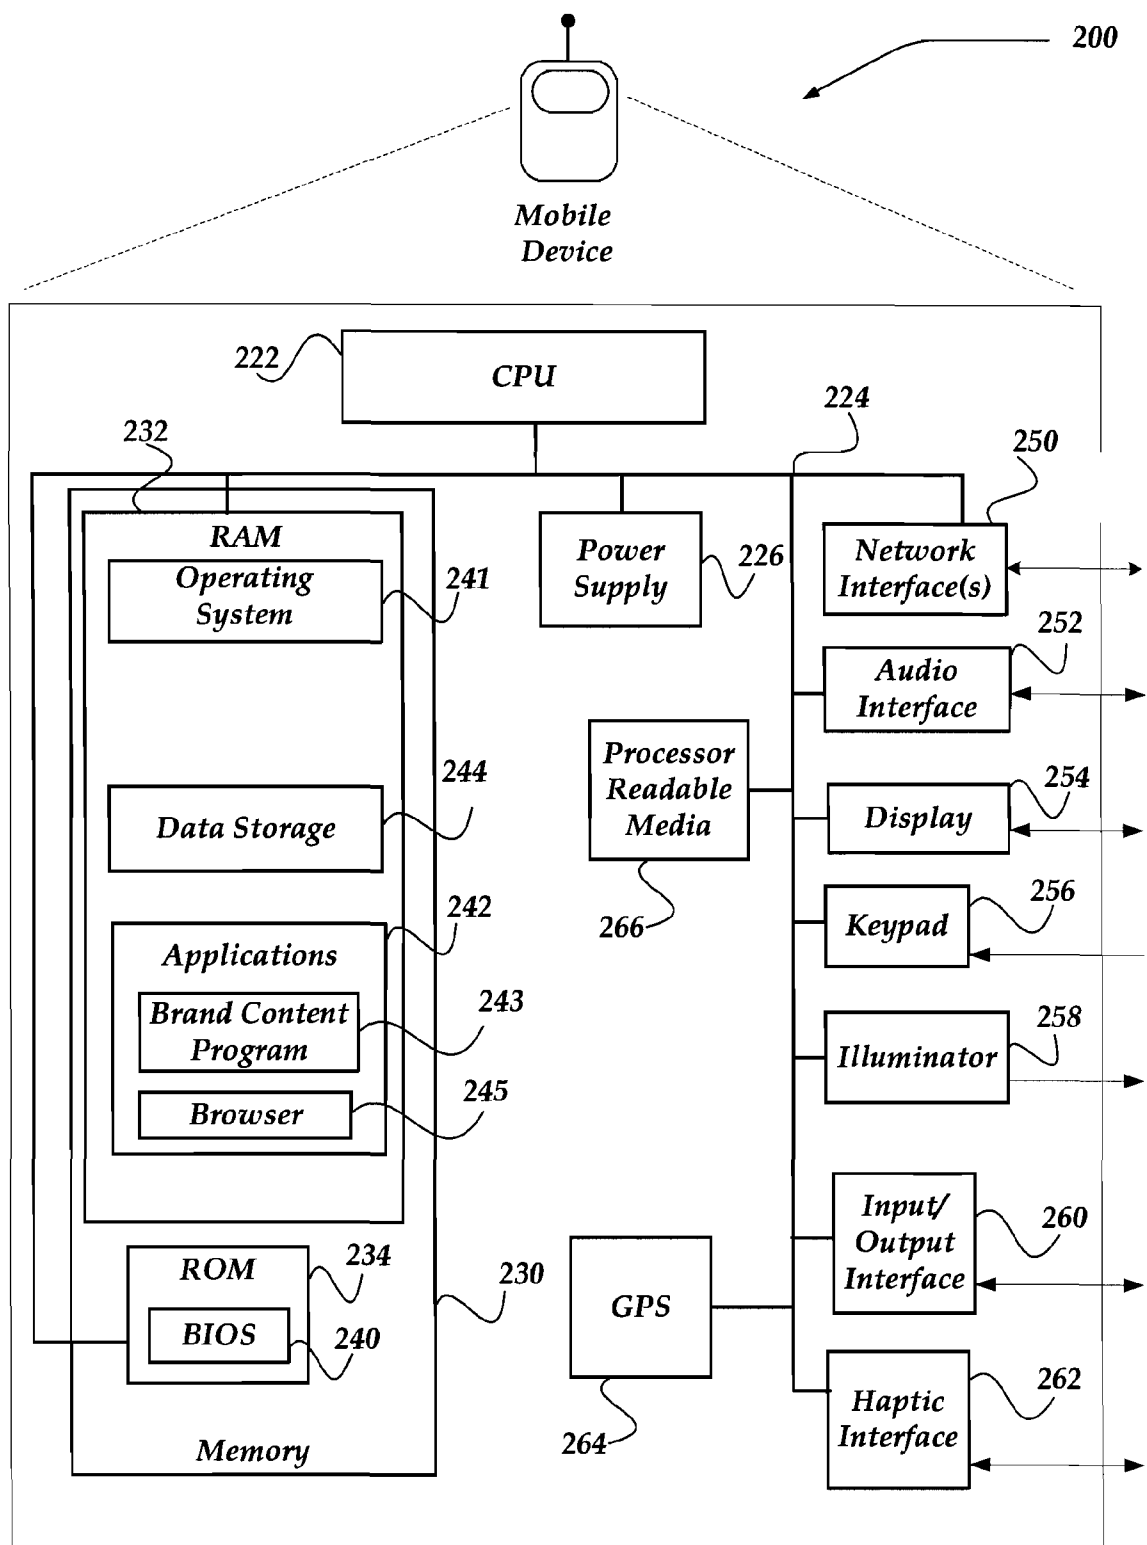 200
Mobile
Device
222
CPU
224
232
250
RAM
Operating
System
241
Power
Supply
226
Network
Interface(s)
252
Audio
Interface
Processor
Readable
Media
266
244
Data Storage
254
Display
242
Applications
256
Keypad
Brand Content
Program
243
258
Illuminator
Browser
245
Input/
Output
Interface
260
ROM
234
230
BIOS
240
GPS
264
262
Haptic
Interface
Memory